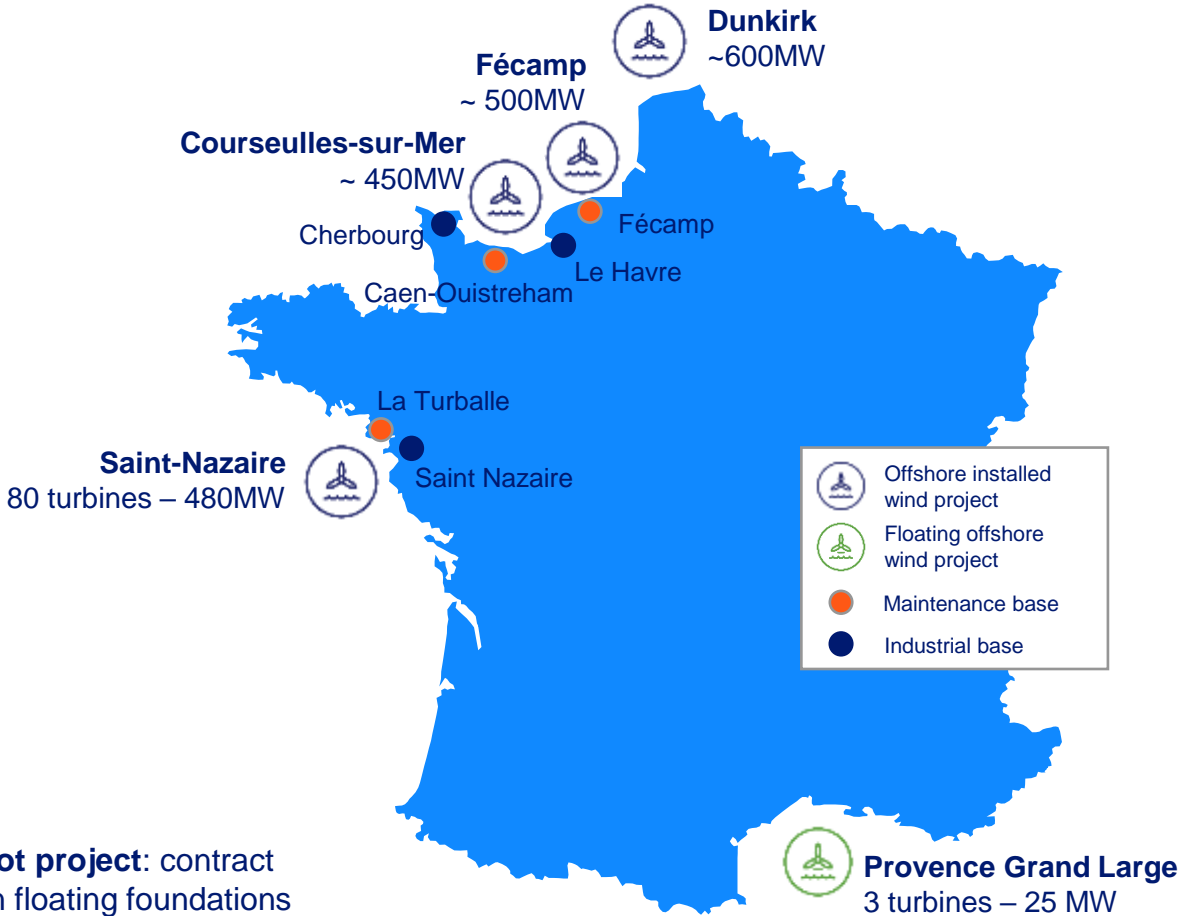 Dunkirk
~600MW
Fécamp
~ 500MW
Courseulles-sur-Mer
~ 450MW
Cherbourg
Fécamp
Le Havre
Caen-Ouistreham
La Turballe
Saint-Nazaire
80 turbines – 480MW
Saint Nazaire
Offshore installed
wind project
Floating offshore
wind project
Maintenance base
Industrial base
ot project: contract
floating foundations
Provence Grand Large
3 turbines – 25 MW